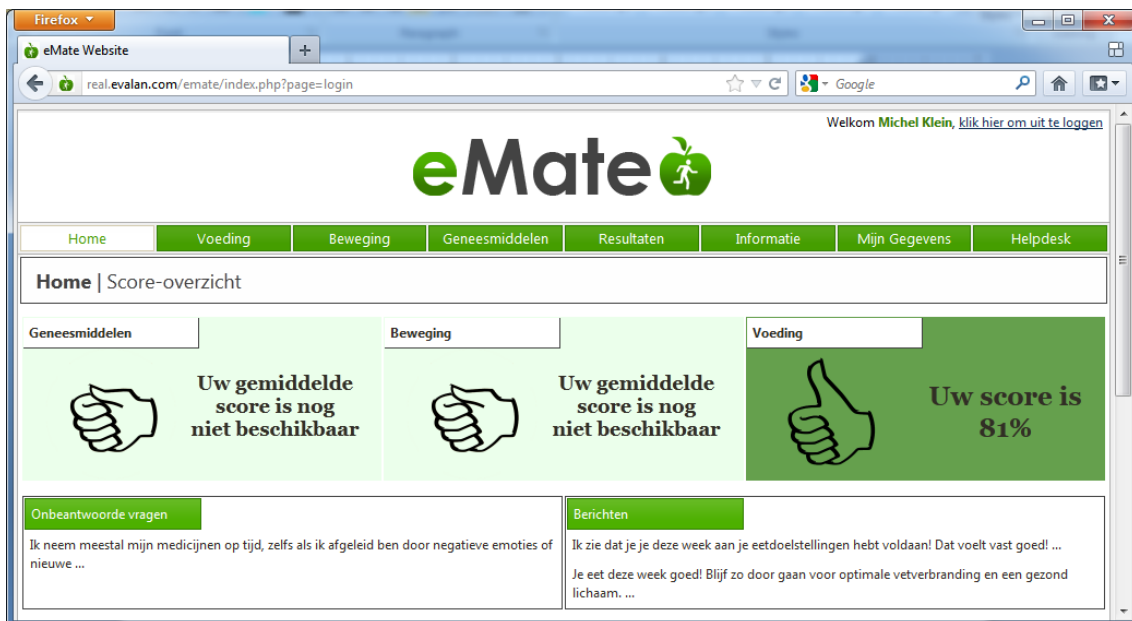 Firefox
eMate Website
real.evalan.com/emate/index.php?page=login
Google
Welkom Michel Klein, klik hier om uit te loggen
eMate
Home Voeding Beweging Geneesmiddelen Resultaten Informatie Mijn Gegevens Helpdesk
Home | Score-overzicht
Geneesmiddelen
Uw gemiddelde
score is nog
niet beschikbaar
Beweging
Uw gemiddelde
score is nog
niet beschikbaar
Voeding
Uw score is
81%
Onbeantwoorde vragen
Ik neem meestal mijn medicijnen op tijd, zelfs als ik afgeleid ben door negatieve emoties of
nieuwe ...
Berichten
Ik zie dat je je deze week aan je eetdoelstellingen hebt voldaan! Dat voelt vast goed! ...
Je eet deze week goed! Blijf zo door gaan voor optimale vetverbranding en een gezond
lichaam. ...